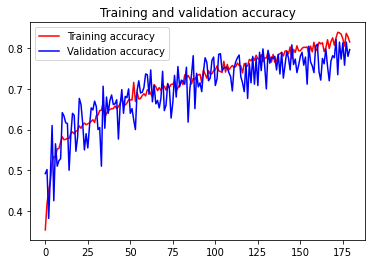 Training and validation accuracy
Training accuracy
Validation accuracy
0.8
0.7
0.6
0.5
0.4
0 25 50 75 100 125 150 175